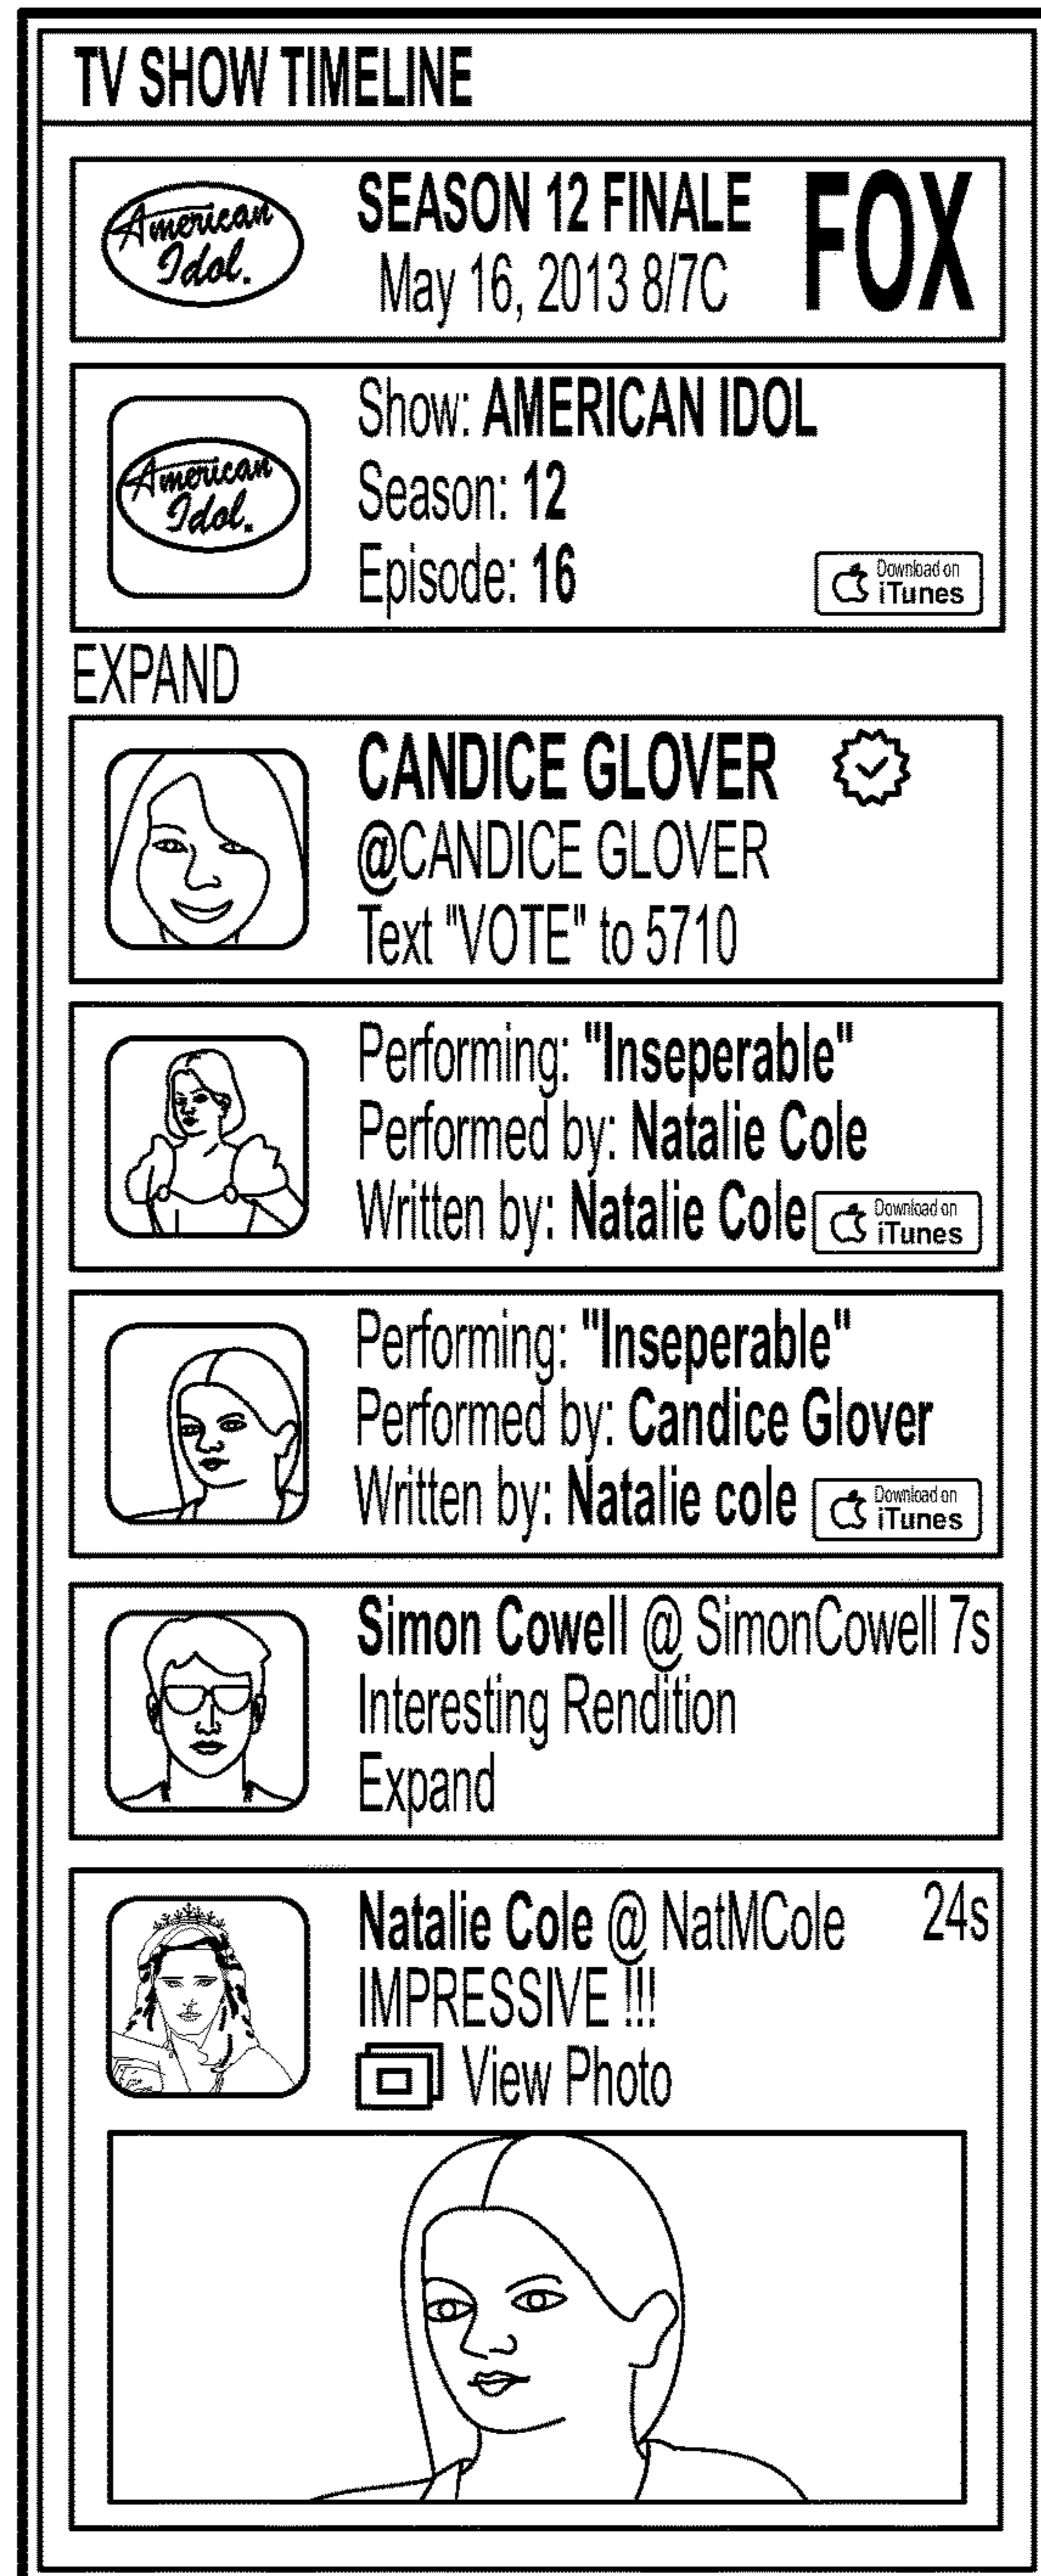 TV SHOW TIMELINE
American
Idol.
SEASON 12 FINALE
May 16, 2013 8/7C
FOX
American
Idol.
Show: AMERICAN IDOL
Season: 12
Episode: 16
Download on
iTunes
EXPAND
CANDICE GLOVER
@CANDICE GLOVER
Text "VOTE" to 5710
Performing: "Inseperable"
Performed by: Natalie Cole
Written by: Natalie Cole
Download on
iTunes
Performing: "Inseperable"
Performed by: Candice Glover
Written by: Natalie cole
Download on
iTunes
Simon Cowell @ SimonCowell 7s
Interesting Rendition
Expand
Natalie Cole @ NatMCole 24s
IMPRESSIVE !!!
View Photo